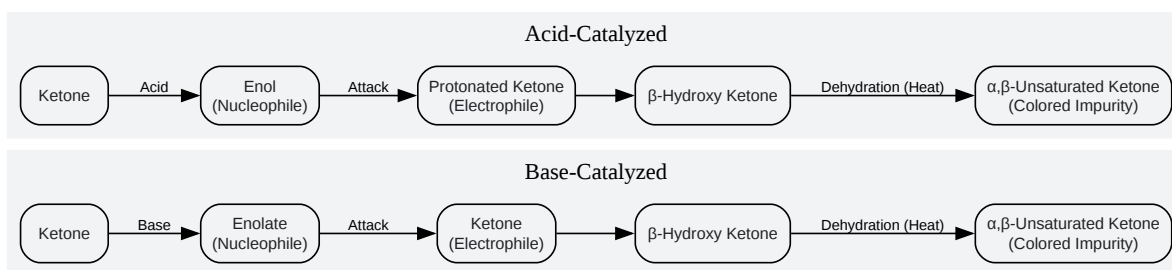 Acid-Catalyzed
Ketone
Acid
Enol
(Nucleophile)
Attack
Protonated Ketone
(Electrophile)
β-Hydroxy Ketone
Dehydration (Heat)
α,β-Unsaturated Ketone
(Colored Impurity)
Base-Catalyzed
Ketone
Base
Enolate
(Nucleophile)
Attack
Ketone
(Electrophile)
β-Hydroxy Ketone
Dehydration (Heat)
α,β-Unsaturated Ketone
(Colored Impurity)